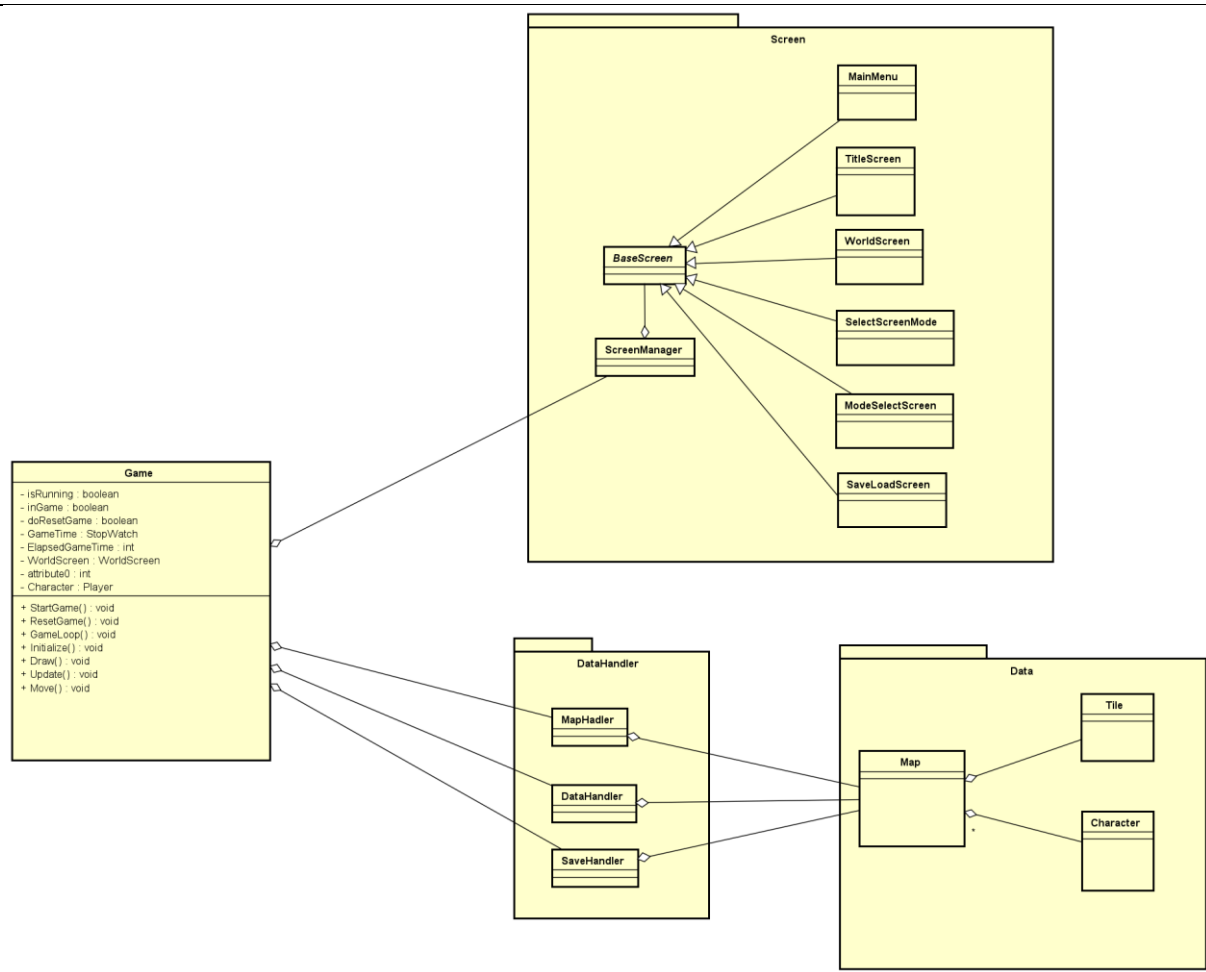 Screen
MainMenu
TitleScreen
WorldScreen
BaseScreen
SelectScreenMode
ScreenManager
ModeSelectScreen
SaveLoadScreen
Game
- isRunning : boolean
- inGame : boolean
- doResetGame : boolean
- GameTime : StopWatch
- ElapsedGameTime : int
- WorldScreen : WorldScreen
- attribute0 : int
- Character : Player
+ StartGame() : void
+ ResetGame() : void
+ GameLoop() : void
+ Initialize() : void
+ Draw() : void
+ Update() : void
+ Move() : void
DataHandler
MapHadler
DataHandler
SaveHandler
Data
Tile
Map
Character
*